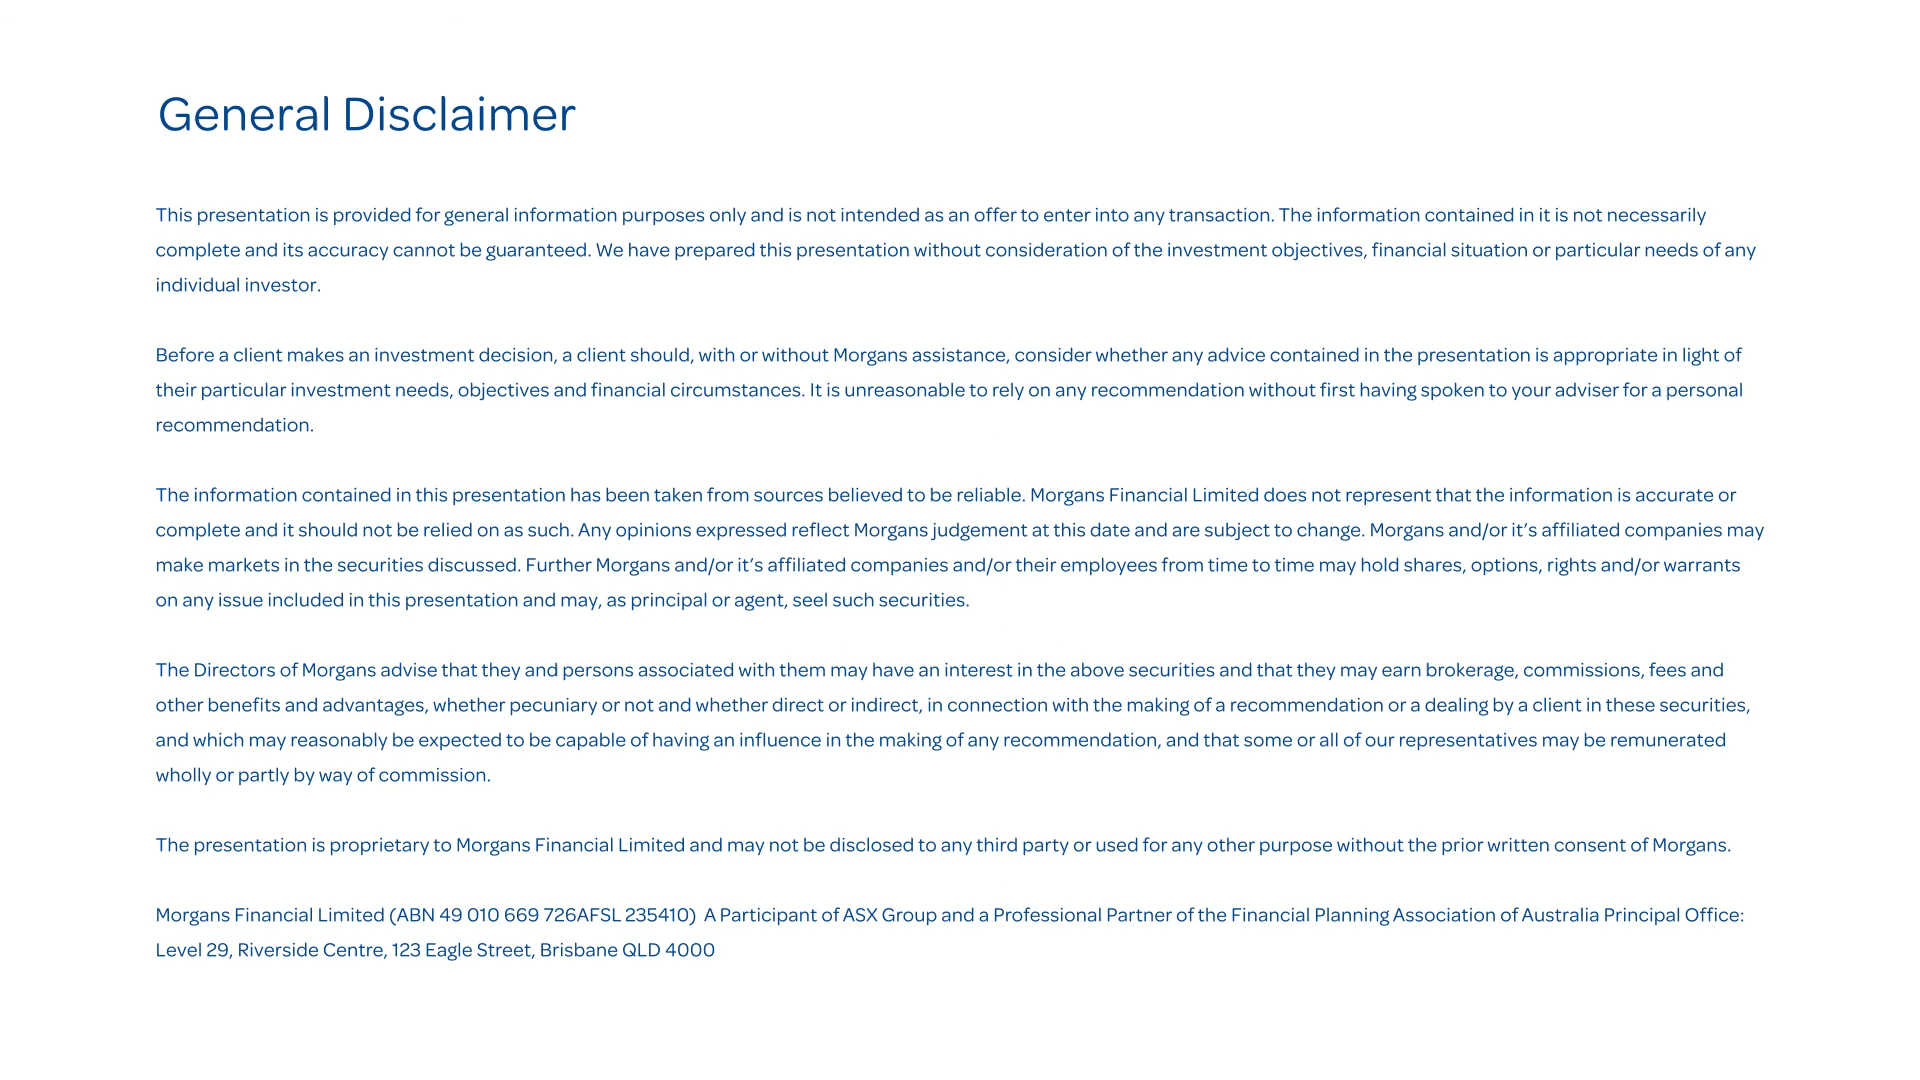 General Disclaimer
This presentation is provided for general information purposes only and is not intended as an offer to enter into any transaction. The information contained in it is not necessarily
complete and its accuracy cannot be guaranteed. We have prepared this presentation without consideration of the investment objectives, financial situation or particular needs of any
individual investor.
Before a client makes an investment decision, a client should, with or without Morgans assistance, consider whether any advice contained in the presentation is appropriate in light of
their particular investment needs, objectives and financial circumstances. It is unreasonable to rely on any recommendation without first having spoken to your adviser for a personal
recommendation.
The information contained in this presentation has been taken from sources believed to be reliable. Morgans Financial Limited does not represent that the information is accurate or
complete and it should not be relied on as such. Any opinions expressed reflect Morgans judgement at this date and are subject to change. Morgans and/or it’s affiliated companies may
make markets in the securities discussed. Further Morgans and/or it’s affiliated companies and/or their employees from time to time may hold shares, options, rights and/or warrants
on any issue included in this presentation and may, as principal or agent, seel such securities.
The Directors of Morgans advise that they and persons associated with them may have an interest in the above securities and that they may earn brokerage, commissions, fees and
other benefits and advantages, whether pecuniary or not and whether direct or indirect, in connection with the making of a recommendation or a dealing by a client in these securities,
and which may reasonably be expected to be capable of having an influence in the making of any recommendation, and that some or all of our representatives may be remunerated
wholly or partly by way of commission.
The presentation is proprietary to Morgans Financial Limited and may not be disclosed to any third party or used for any other purpose without the prior written consent of Morgans.
Morgans Financial Limited (ABN 49 010 669 726AFSL 235410)  A Participant of ASX Group and a Professional Partner of the Financial Planning Association of Australia Principal Office:
Level 29, Riverside Centre, 123 Eagle Street, Brisbane QLD 4000